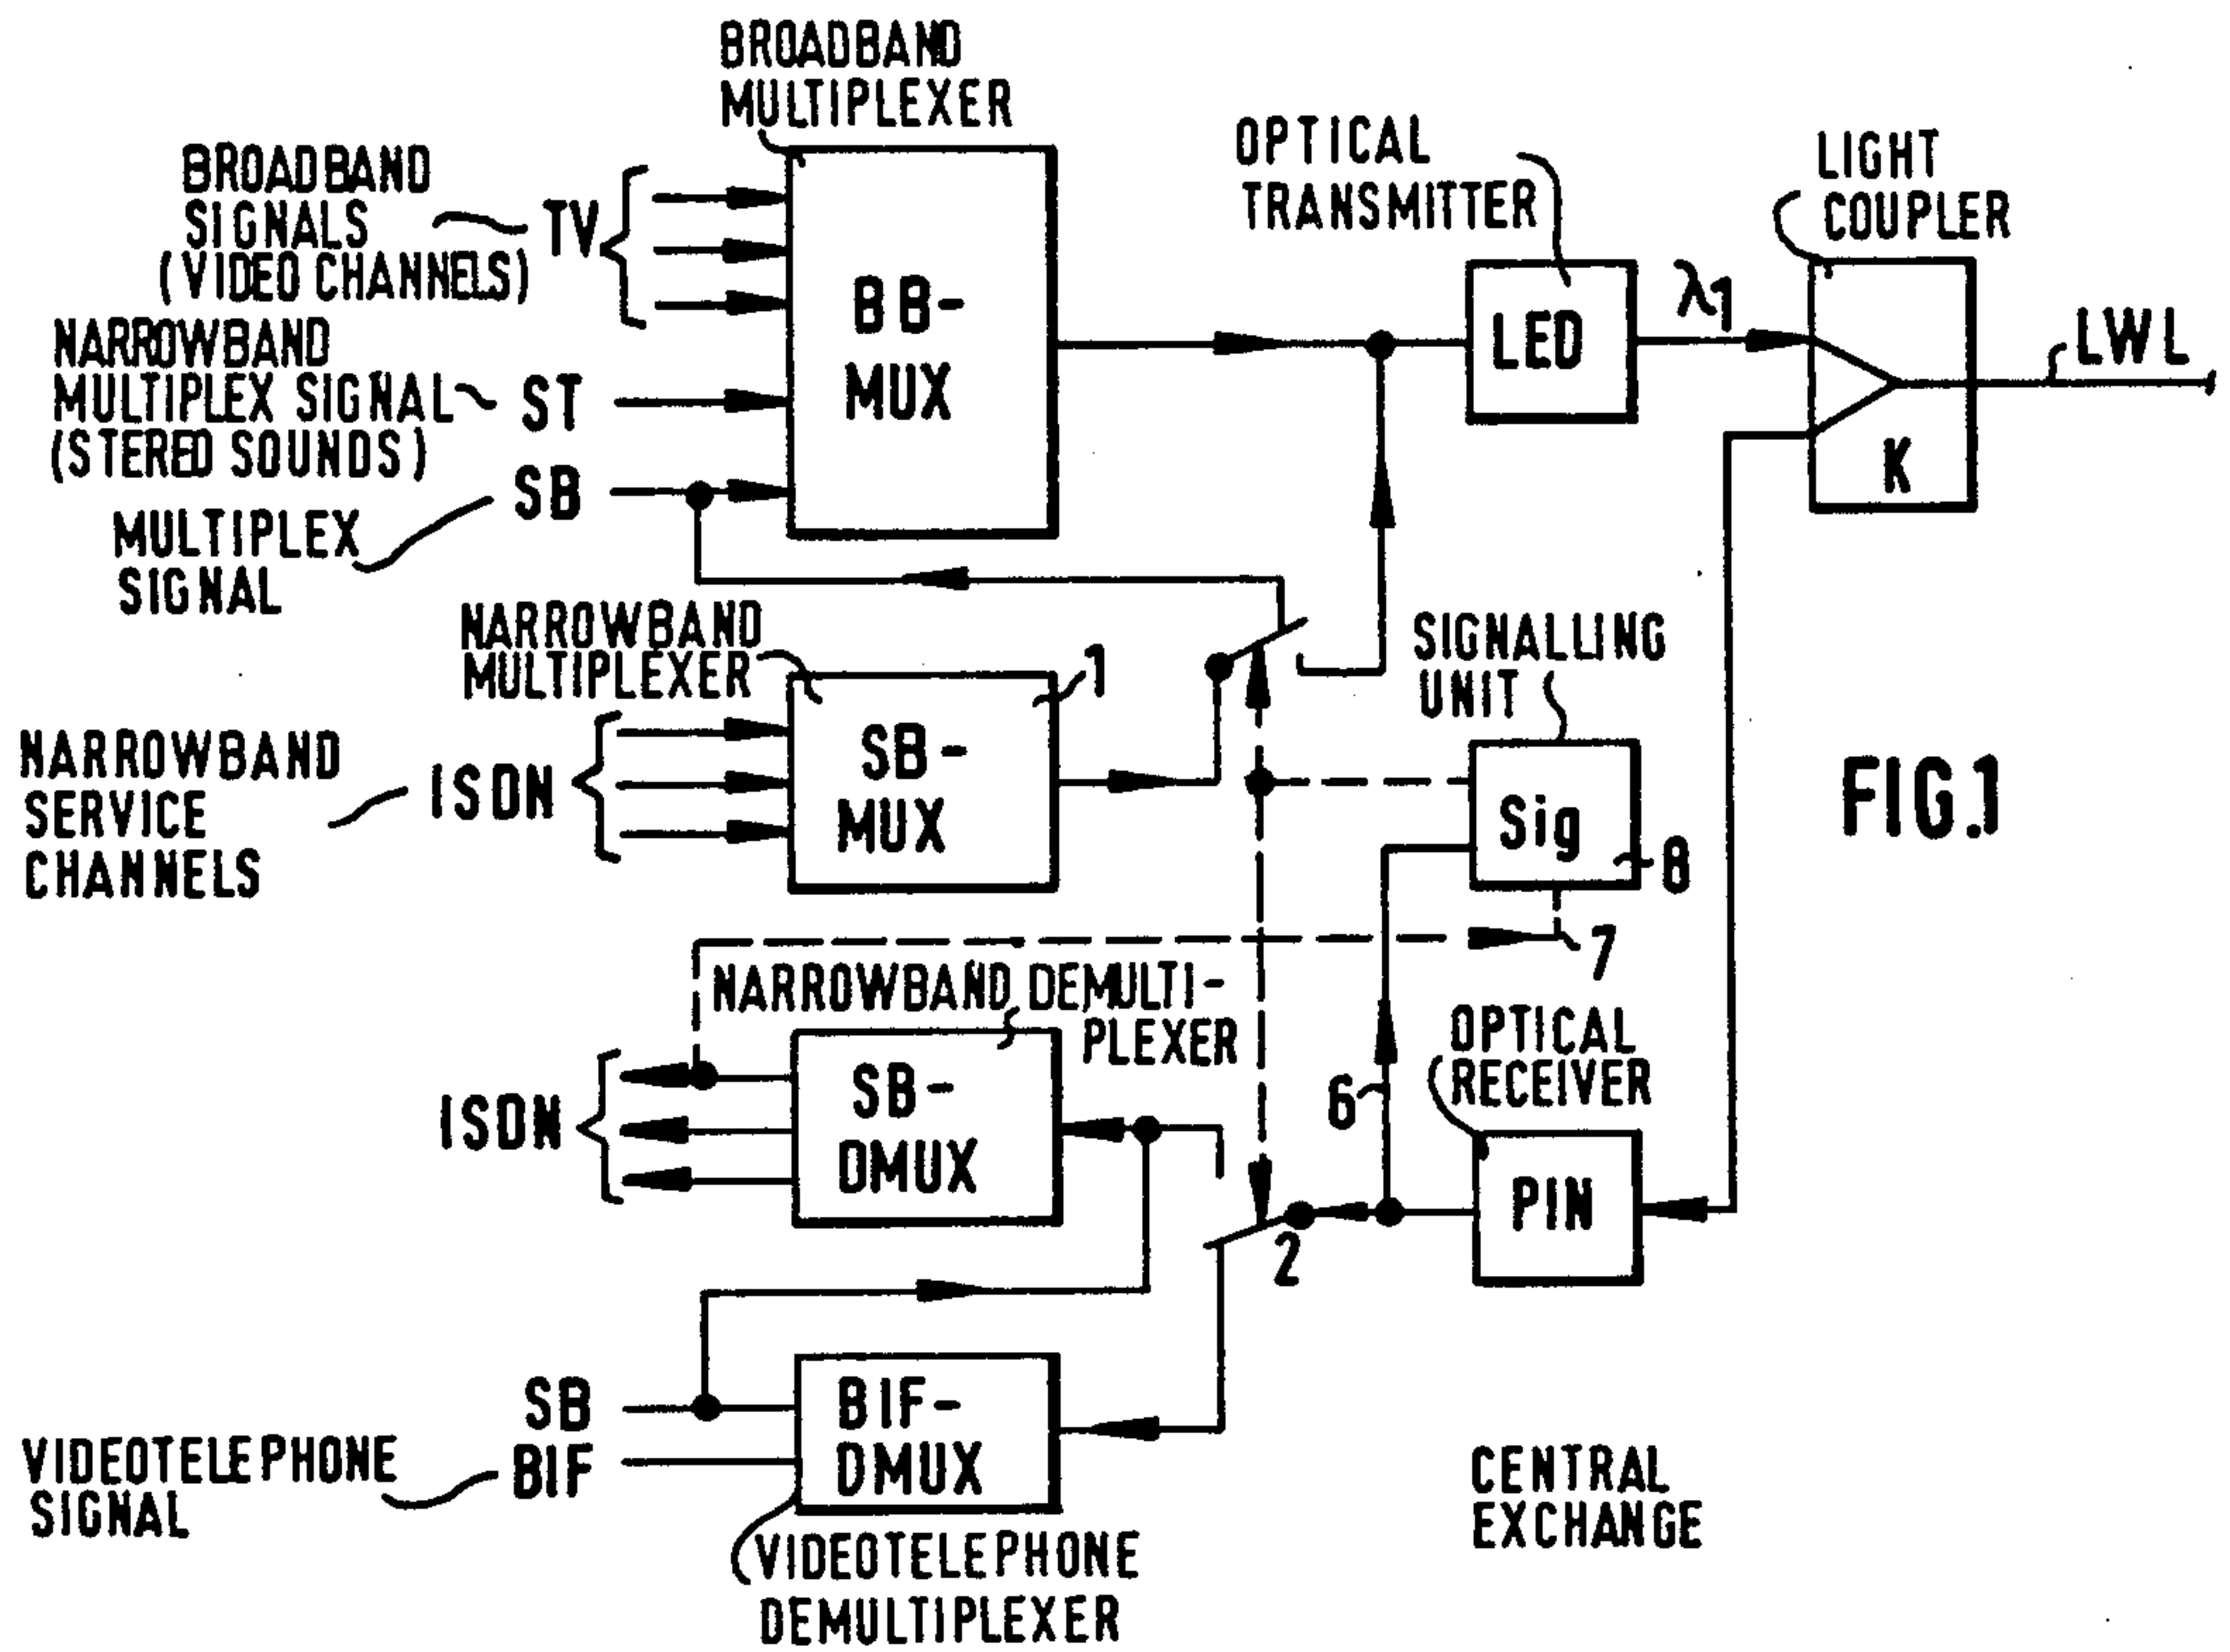 BROADBAND
MULTIPLEXER
BROADBAND
SIGNALS
(VIDEO CHANNELS)
TV
NARROWBAND
MULTIPLEX SIGNAL
(STEREO SOUNDS)
ST
SB
MULTIPLEX
SIGNAL
BB-
MUX
OPTICAL
TRANSMITTER
LED
λ1
LIGHT
COUPLER
K
LWL
NARROWBAND
MULTIPLEXER
1
NARROWBAND
SERVICE
CHANNELS
ISDN
SB-
MUX
SIGNALLING
UNIT
Sig
8
7
FIG.1
NARROWBAND DEMULTI-
PLEXER
ISDN
SB-
DMUX
6
OPTICAL
RECEIVER
PIN
2
SB
BIF
VIDEOTELEPHONE
SIGNAL
BIF-
DMUX
VIDEOTELEPHONE
DEMULTIPLEXER
CENTRAL
EXCHANGE